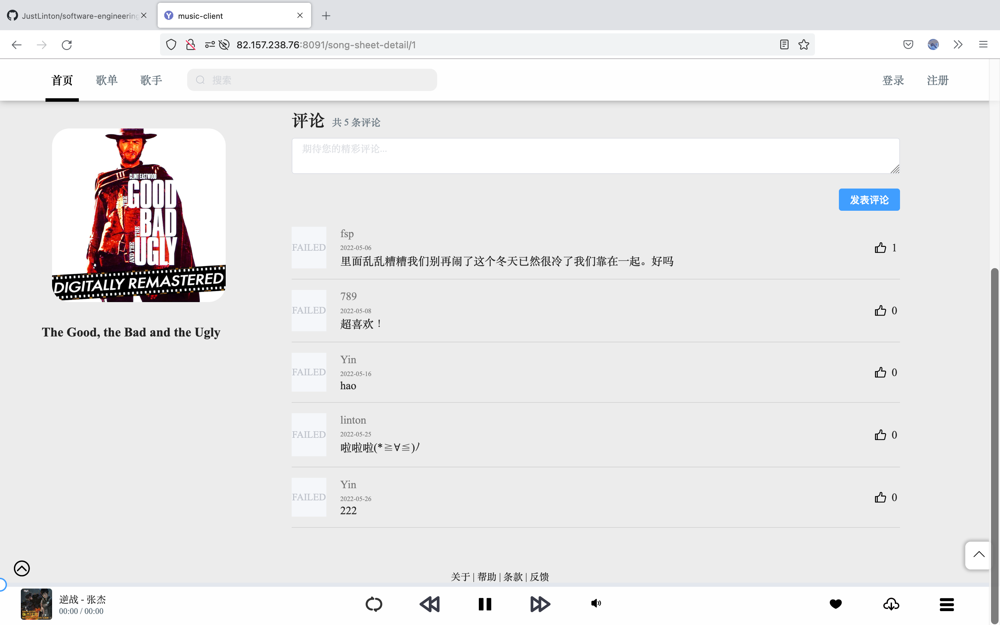 JustLinton/software-engineering
music-client
82.157.238.76:8091/song-sheet-detail/1
首页
歌单
歌手
搜索
登录
注册
评论 共 5 条评论
期待您的精彩评论...
发表评论
CLINT EASTWOOD
THE GOOD
THE BAD
AND THE UGLY
DIGITALLY REMASTERED
The Good, the Bad and the Ugly
FAILED
fsp
2022-05-06
里面乱乱糟糟我们别再闹了这个冬天已然很冷了我们靠在一起。好吗
1
FAILED
789
2022-05-08
超喜欢！
0
FAILED
Yin
2022-05-16
hao
0
FAILED
linton
2022-05-25
啦啦啦(*≧∀≦)ﾉ
0
FAILED
Yin
2022-05-26
222
0
关于 | 帮助 | 条款 | 反馈
张杰代言
逆战 - 张杰
00:00 / 00:00